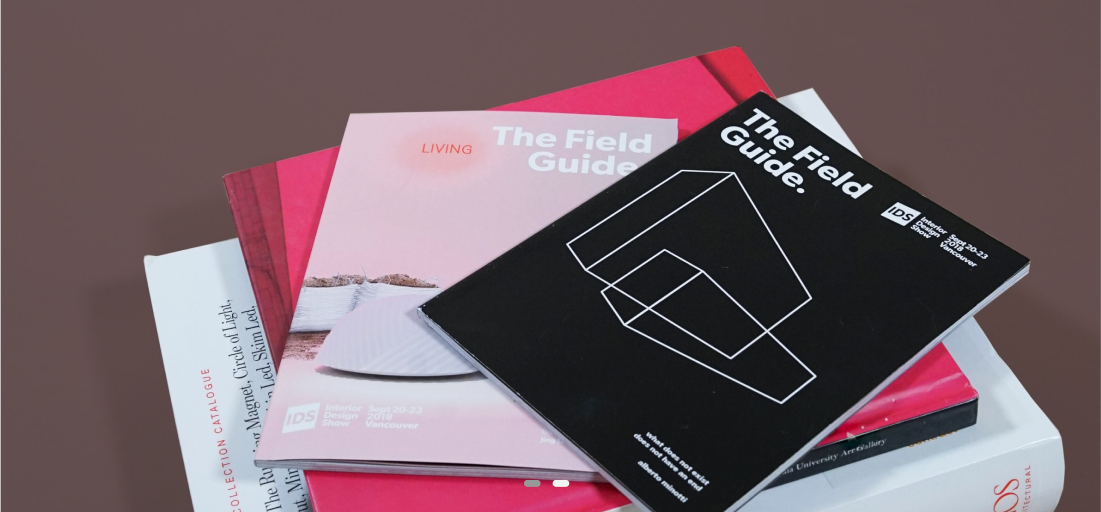 LIVING
The Field
Guide.
IDS
Interior
Design
Show
Sept 20-23
2018
Vancouver
The Field
Guide.
IDS
Interior
Design
Show
Sept 20-23
2018
Vancouver
what does not exist
does not have an end
alberto minotti
COLLECTION CATALOGUE
Magnet, Circle of Light,
Led, Skim Led,
University Art Gallery